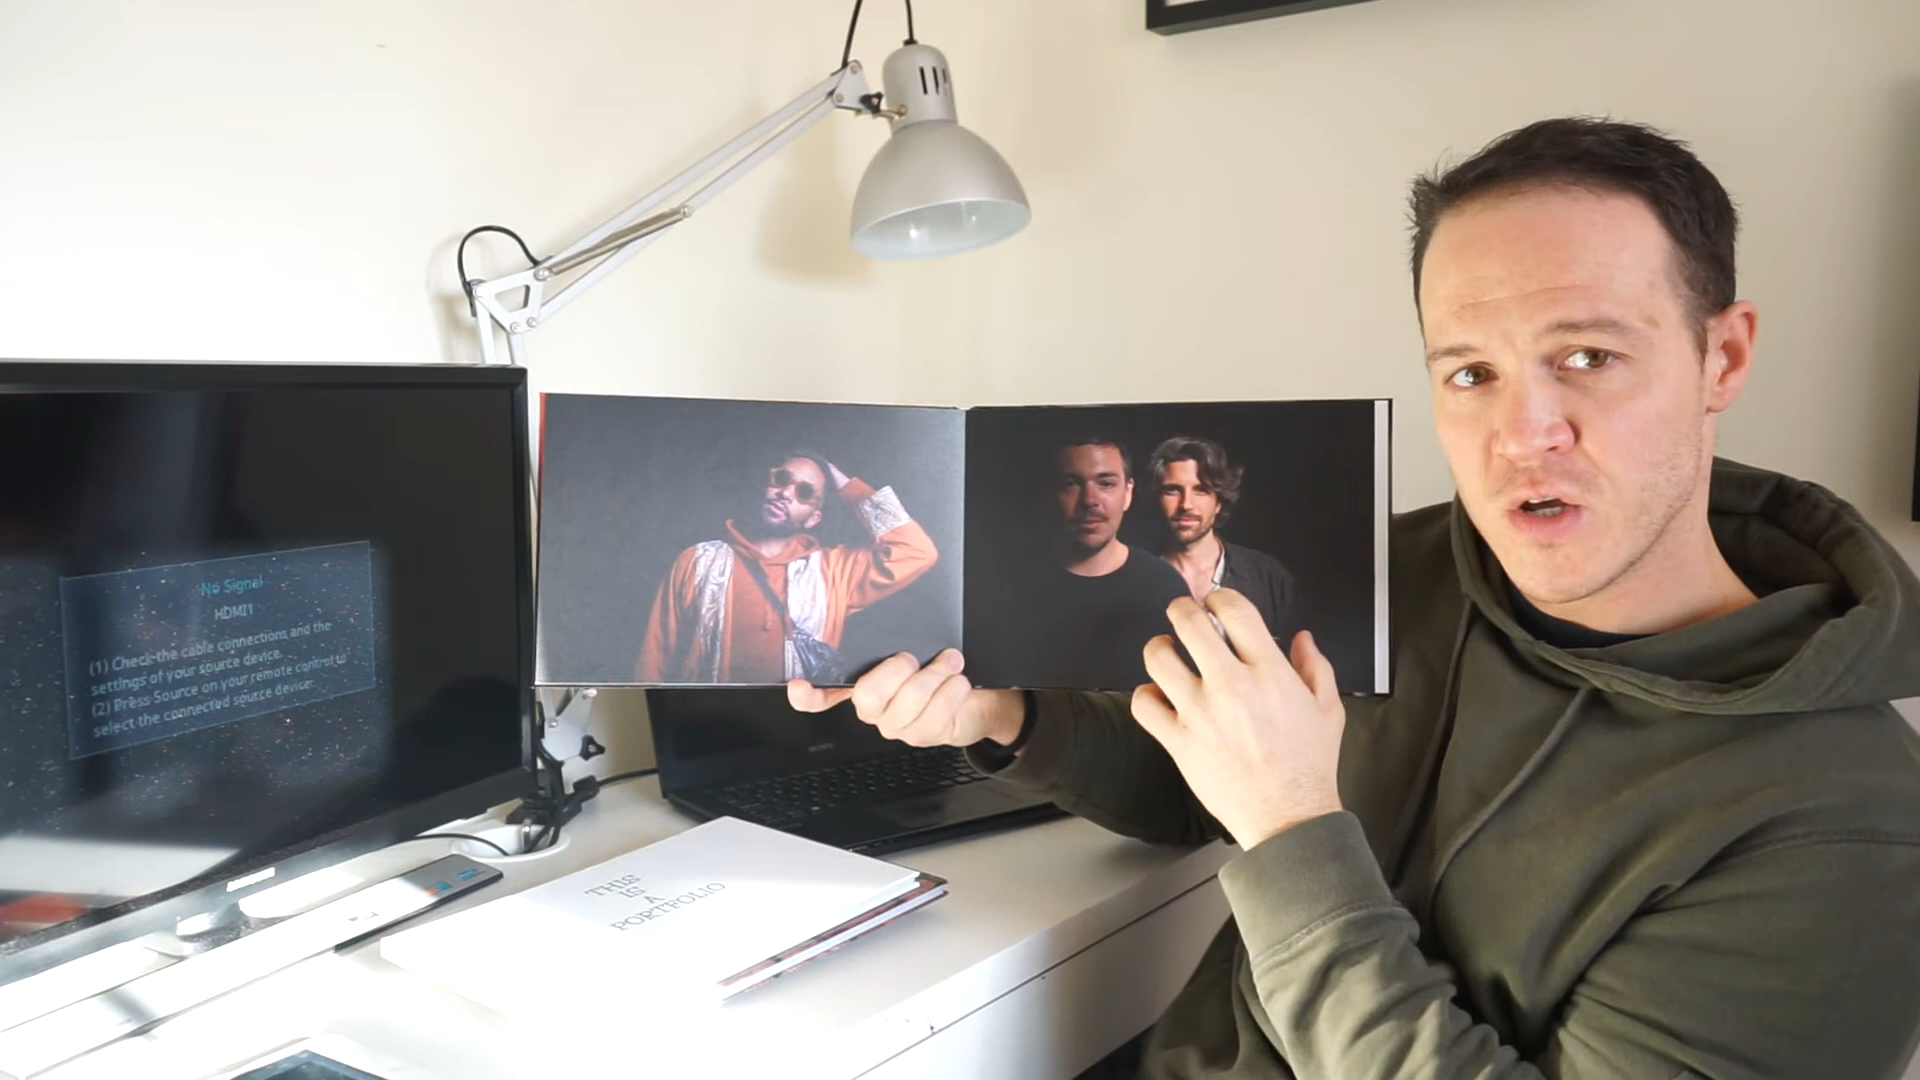 No Signal
HDMI1
(1) Check the cable connections and the
settings of your source device.
(2) Press Source on your remote control to
select the connected source device.
THIS
IS
A
PORTFOLIO